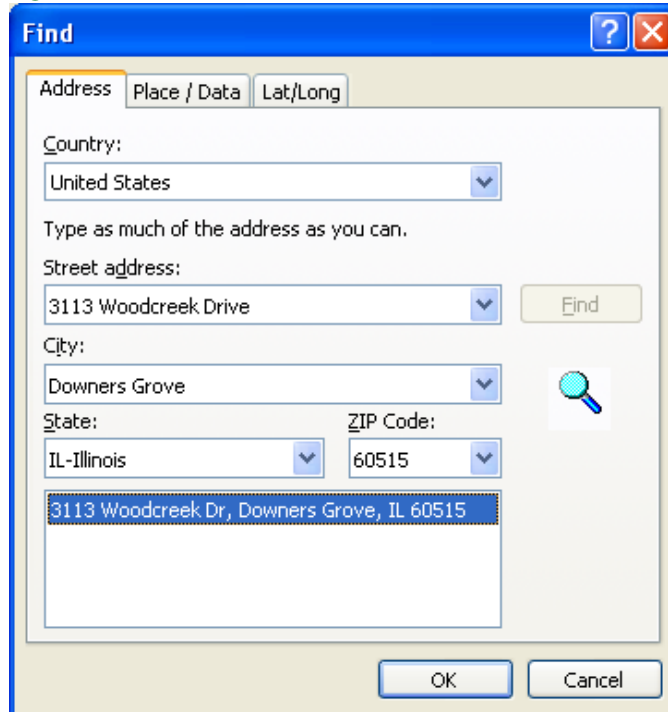 Find
Address Place / Data Lat/Long
Country:
United States
Type as much of the address as you can.
Street address:
3113 Woodcreek Drive Find
City:
Downers Grove
State: ZIP Code:
IL-Illinois 60515
3113 Woodcreek Dr, Downers Grove, IL 60515
OK Cancel